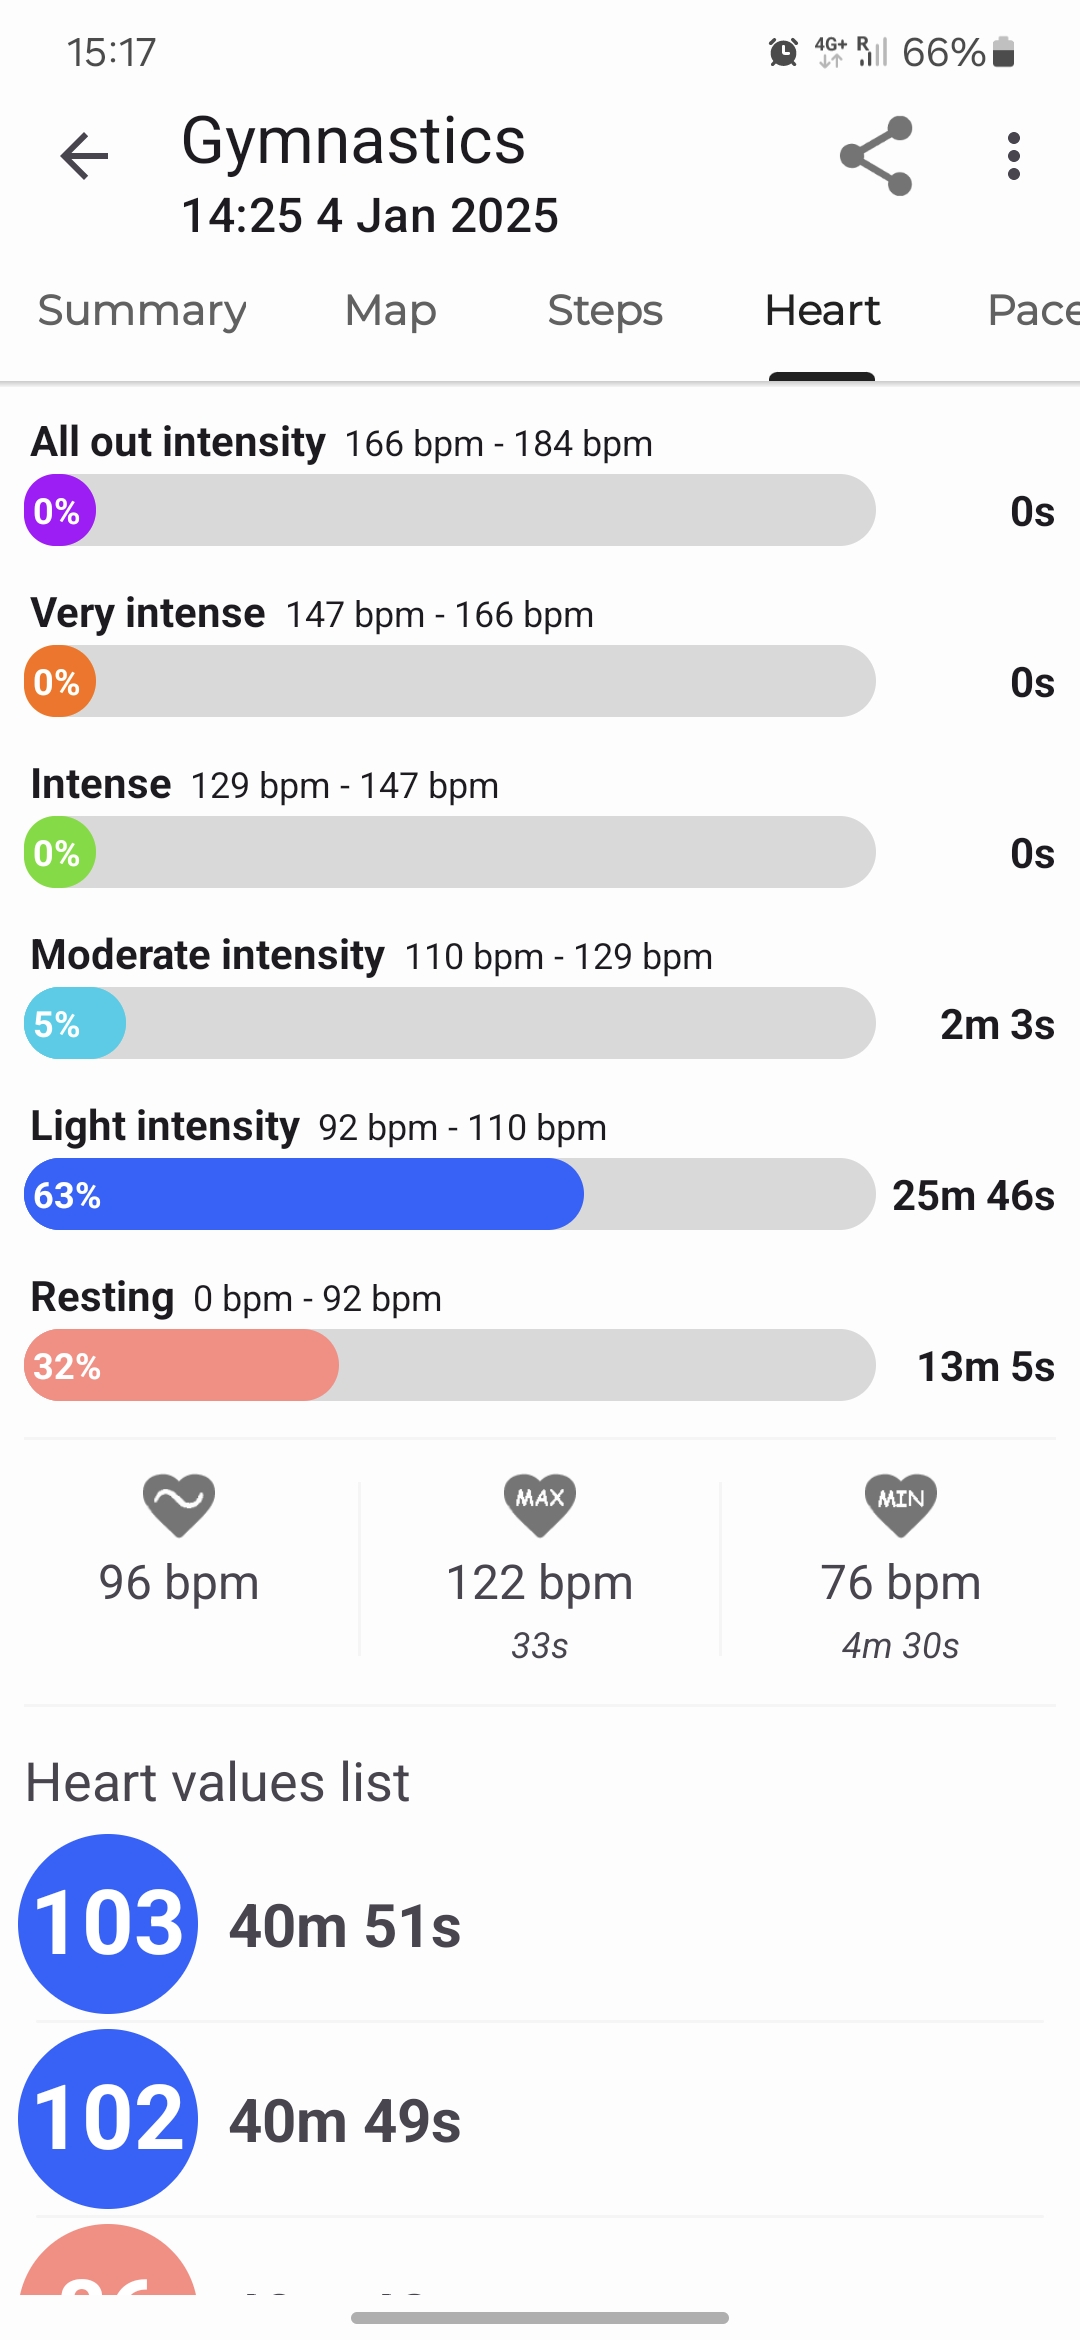 15:17
4G+ R 66%
Gymnastics
14:25 4 Jan 2025
Summary Map Steps Heart Pace
All out intensity 166 bpm - 184 bpm
0% 0s
Very intense 147 bpm - 166 bpm
0% 0s
Intense 129 bpm - 147 bpm
0% 0s
Moderate intensity 110 bpm - 129 bpm
5% 2m 3s
Light intensity 92 bpm - 110 bpm
63% 25m 46s
Resting 0 bpm - 92 bpm
32% 13m 5s
MAX MIN
96 bpm 122 bpm 76 bpm
33s 4m 30s
Heart values list
103 40m 51s
102 40m 49s